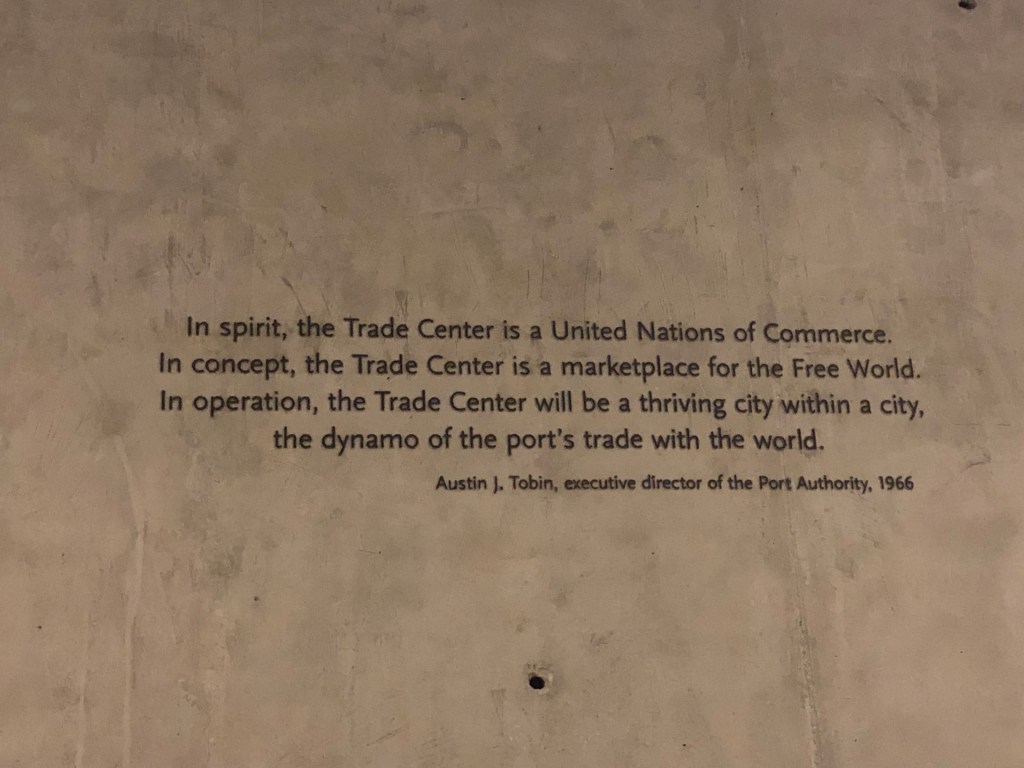 In spirit, the Trade Center is a United Nations of Commerce.
In concept, the Trade Center is a marketplace for the Free World.
In operation, the Trade Center will be a thriving city within a city,
the dynamo of the port's trade with the world.
Austin J. Tobin, executive director of the Port Authority, 1966